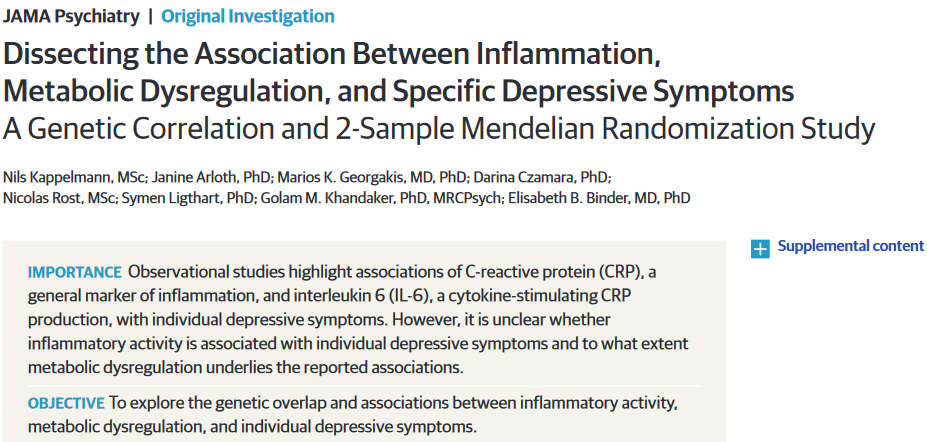 JAMA Psychiatry | Original Investigation
Dissecting the Association Between Inflammation,
Metabolic Dysregulation, and Specific Depressive Symptoms
A Genetic Correlation and 2-Sample Mendelian Randomization Study
Nils Kappelmann, MSc; Janine Arloth, PhD; Marios K. Georgakis, MD, PhD; Darina Czamara, PhD;
Nicolas Rost, MSc; Symen Ligthart, PhD; Golam M. Khandaker, PhD, MRCPsych; Elisabeth B. Binder, MD, PhD
Supplemental content
IMPORTANCE Observational studies highlight associations of C-reactive protein (CRP), a
general marker of inflammation, and interleukin 6 (IL-6), a cytokine-stimulating CRP
production, with individual depressive symptoms. However, it is unclear whether
inflammatory activity is associated with individual depressive symptoms and to what extent
metabolic dysregulation underlies the reported associations.
OBJECTIVE To explore the genetic overlap and associations between inflammatory activity,
metabolic dysregulation, and individual depressive symptoms.